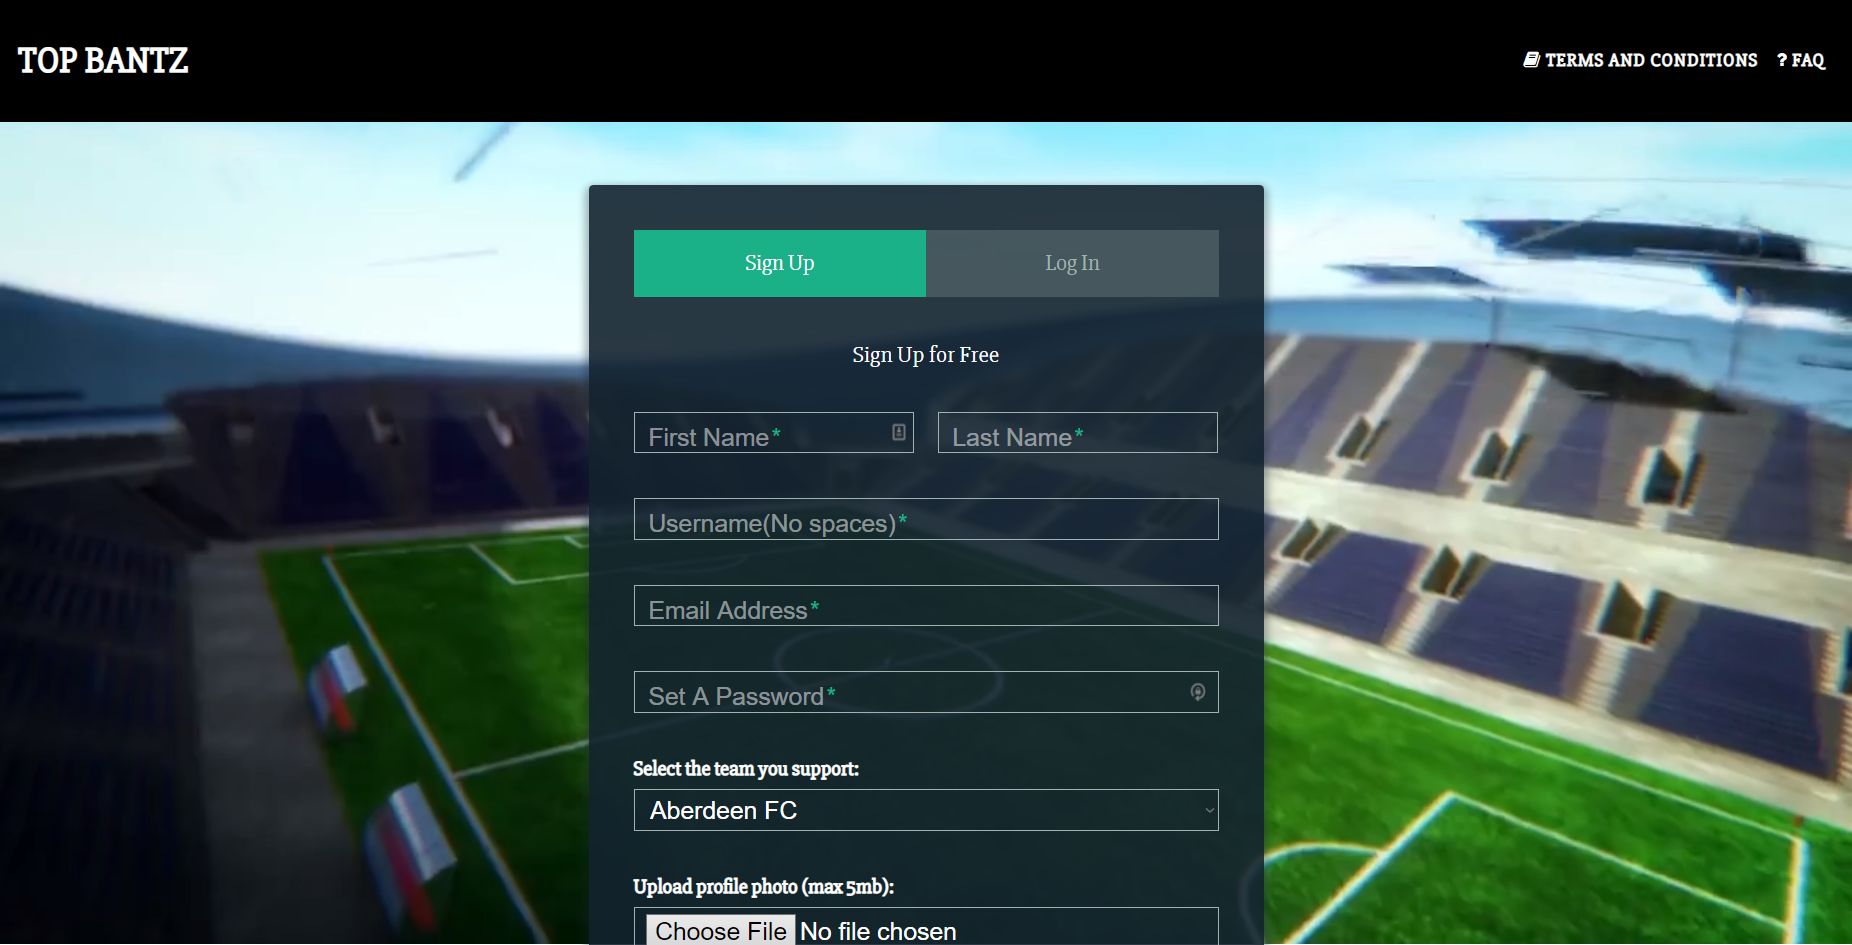 TOP BANTZ
TERMS AND CONDITIONS ? FAQ
Sign Up Log In
Sign Up for Free
First Name* Last Name*
Username(No spaces)*
Email Address*
Set A Password*
Select the team you support:
Aberdeen FC
Upload profile photo (max 5mb):
Choose File No file chosen